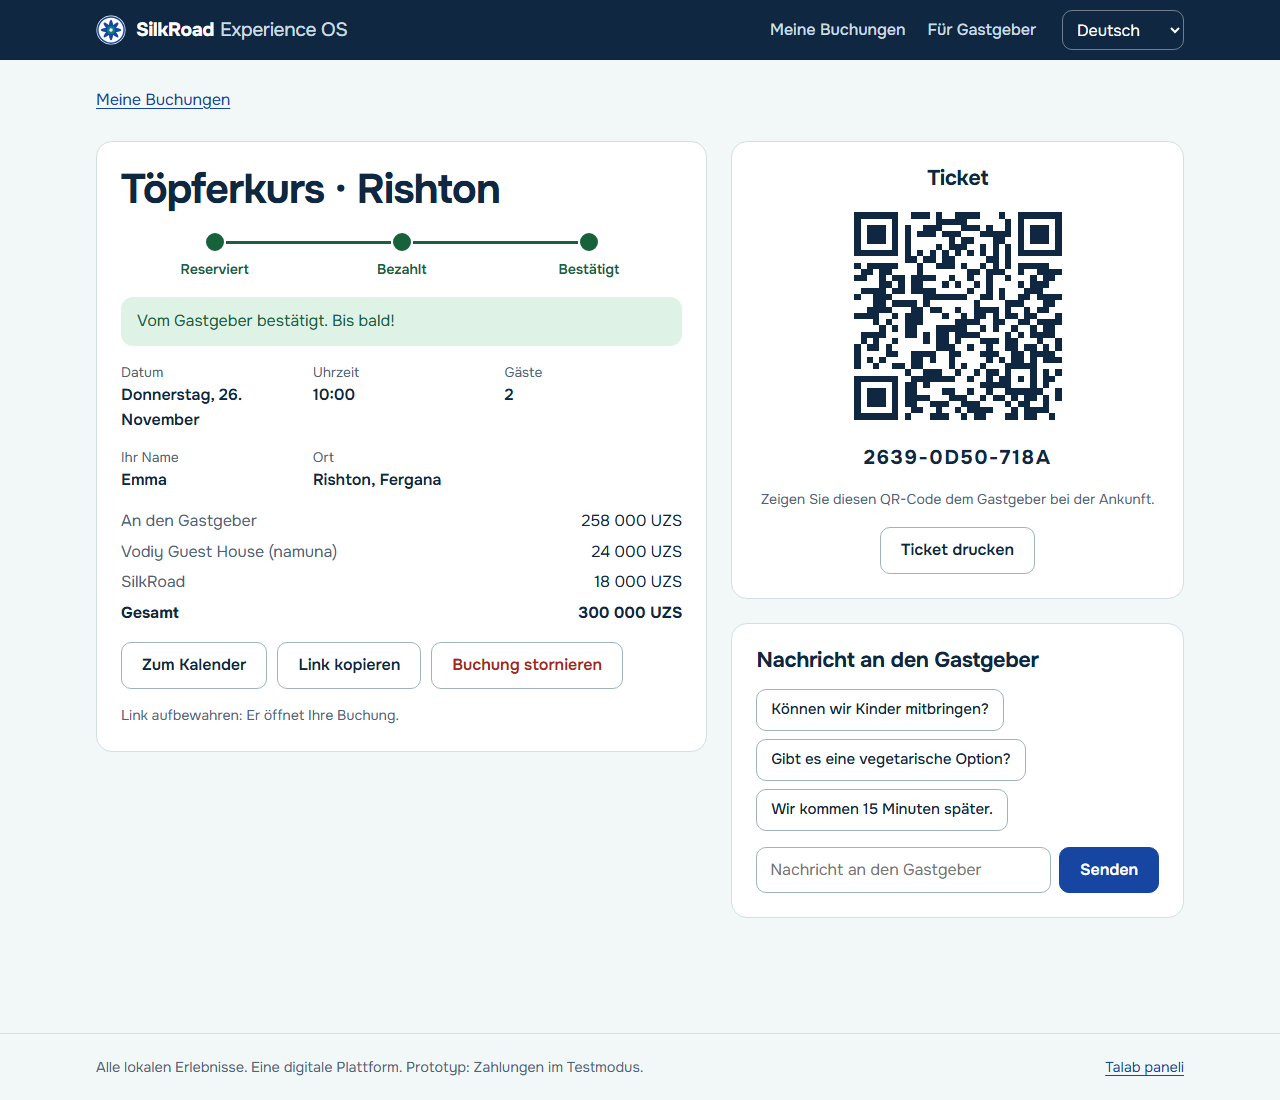 SilkRoad Experience OS
Meine Buchungen
Für Gastgeber
Deutsch
Meine Buchungen
Töpferkurs · Rishton
Reserviert
Bezahlt
Bestätigt
Vom Gastgeber bestätigt. Bis bald!
Datum
Donnerstag, 26.
November
Uhrzeit
10:00
Gäste
2
Ihr Name
Emma
Ort
Rishton, Fergana
An den Gastgeber 258 000 UZS
Vodiy Guest House (namuna) 24 000 UZS
SilkRoad 18 000 UZS
Gesamt 300 000 UZS
Zum Kalender
Link kopieren
Buchung stornieren
Link aufbewahren: Er öffnet Ihre Buchung.
Ticket
2639-0D50-718A
Zeigen Sie diesen QR-Code dem Gastgeber bei der Ankunft.
Ticket drucken
Nachricht an den Gastgeber
Können wir Kinder mitbringen?
Gibt es eine vegetarische Option?
Wir kommen 15 Minuten später.
Nachricht an den Gastgeber
Senden
Alle lokalen Erlebnisse. Eine digitale Plattform. Prototyp: Zahlungen im Testmodus.
Talab paneli